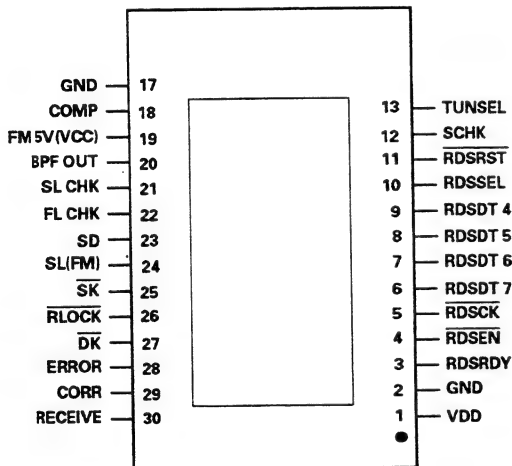 GND 17
COMP 18
FM 5V(VCC) 19
BPF OUT 20
SL CHK 21
FL CHK 22
SD 23
SL(FM) 24
SK 25
RLOCK 26
DK 27
ERROR 28
CORR 29
RECEIVE 30
13 TUNSEL
12 SCHK
11 RDSRST
10 RDSSEL
9 RDSDT 4
8 RDSDT 5
7 RDSDT 6
6 RDSDT 7
5 RDSCK
4 RDSEN
3 RDSRDY
2 GND
1 VDD